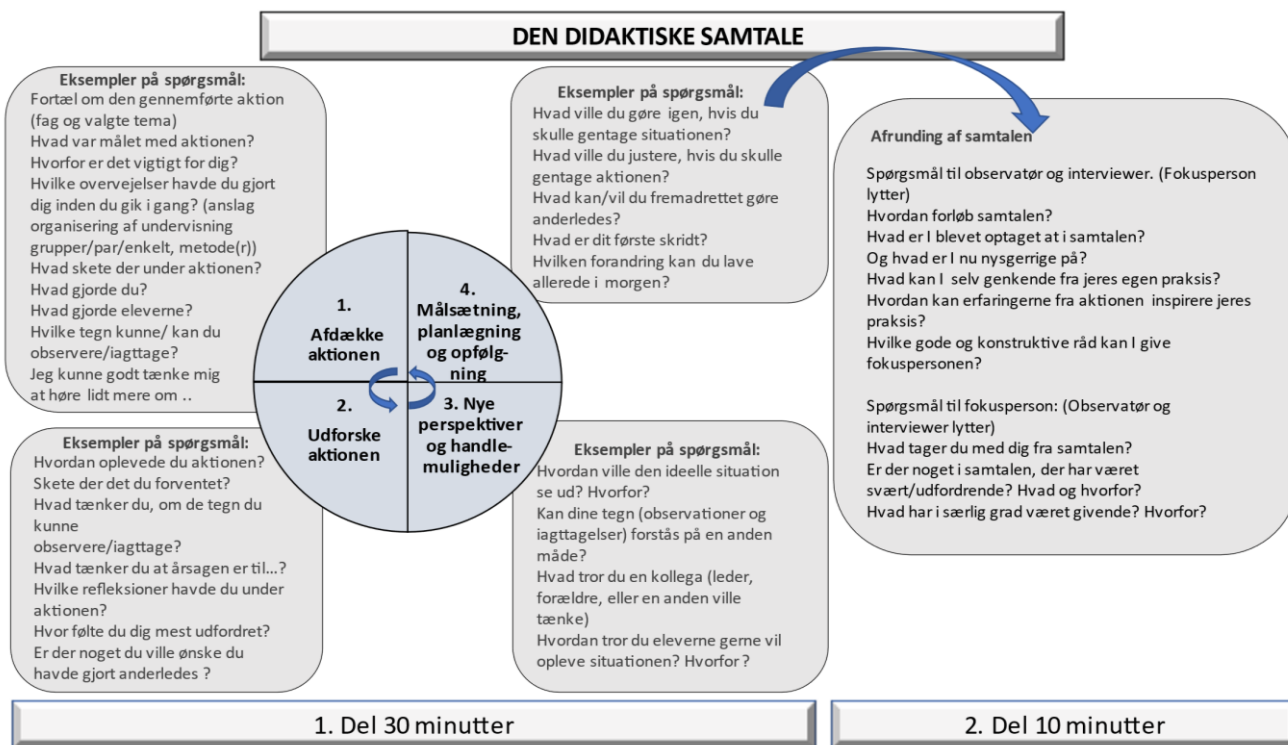 DEN DIDAKTISKE SAMTALE
Eksempler på spørgsmål:
Fortæl om den gennemførte aktion
(fag og valgte tema)
Hvad var målet med aktionen?
Hvorfor er det vigtigt for dig?
Hvilke overvejelser havde du gjort
dig inden du gik i gang? (anslag
organisering af undervisning
grupper/par/enkelt, metode(r))
Hvad skete der under aktionen?
Hvad gjorde du?
Hvad gjorde eleverne?
Hvilke tegn kunne/ kan du
observere/iagttage?
Jeg kunne godt tænke mig
at høre lidt mere om ..
1.
Afdække
aktionen
2.
Udforske
aktionen
Eksempler på spørgsmål:
Hvordan oplevede du aktionen?
Skete der det du forventet?
Hvad tænker du, om de tegn du
kunne
observere/iagttage?
Hvad tænker du at årsagen er til...?
Hvilke refleksioner havde du under
aktionen?
Hvor følte du dig mest udfordret?
Er der noget du ville ønske du
havde gjort anderledes ?
3. Nye
perspektiver
og handle-
muligheder
Eksempler på spørgsmål:
Hvordan ville den ideelle situation
se ud? Hvorfor?
Kan dine tegn (observationer og
iagttagelser) forstås på en anden
måde?
Hvad tror du en kollega (leder,
forældre, eller en anden ville
tænke)
Hvordan tror du eleverne gerne vil
opleve situationen? Hvorfor ?
4.
Målsætning,
planlægning
og opfølg-
ning
Eksempler på spørgsmål:
Hvad ville du gøre igen, hvis du
skulle gentage situationen?
Hvad ville du justere, hvis du skulle
gentage aktionen?
Hvad kan/vil du fremadrettet gøre
anderledes?
Hvad er dit første skridt?
Hvilken forandring kan du lave
allerede i morgen?
Afrunding af samtalen
Spørgsmål til observatør og interviewer. (Fokusperson
lytter)
Hvordan forløb samtalen?
Hvad er I blevet optaget at i samtalen?
Og hvad er I nu nysgerrige på?
Hvad kan I selv genkende fra jeres egen praksis?
Hvordan kan erfaringerne fra aktionen inspirere jeres
praksis?
Hvilke gode og konstruktive råd kan I give
fokuspersonen?
Spørgsmål til fokusperson: (Observatør og
interviewer lytter)
Hvad tager du med dig fra samtalen?
Er der noget i samtalen, der har været
svært/udfordrende? Hvad og hvorfor?
Hvad har i særlig grad været givende? Hvorfor?
1. Del 30 minutter
2. Del 10 minutter